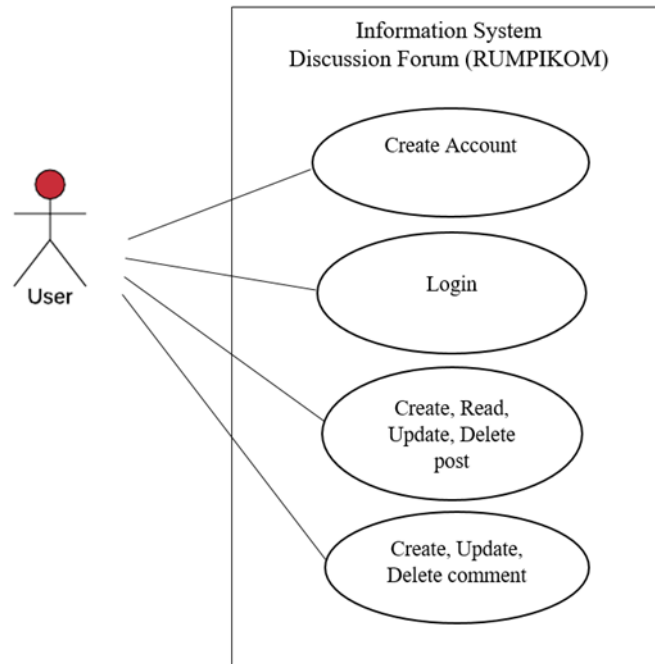 Information System
Discussion Forum (RUMPIKOM)
Create Account
User
Login
Create, Read,
Update, Delete
post
Create, Update,
Delete comment